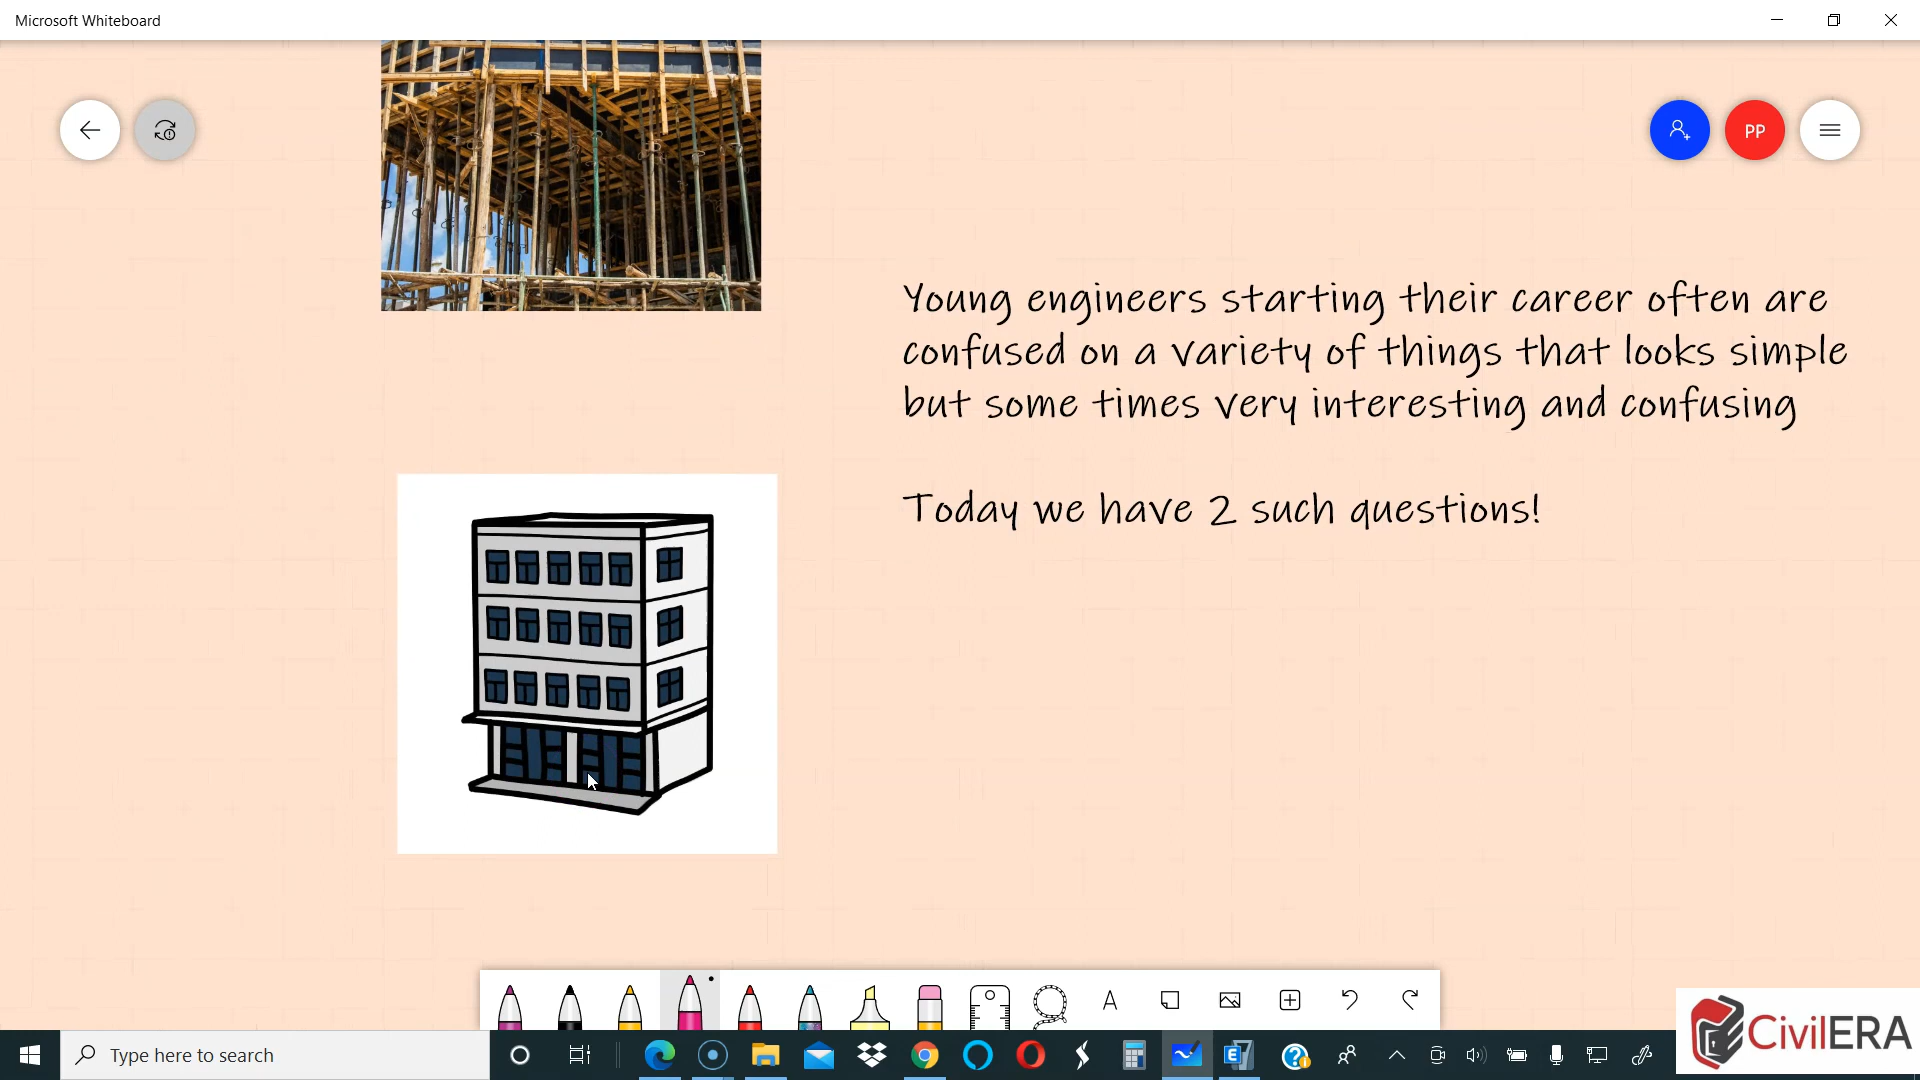 Microsoft Whiteboard
PP
Young engineers starting their career often are
confused on a variety of things that looks simple
but some times very interesting and confusing
Today we have 2 such questions!
A
Type here to search
CivilERA